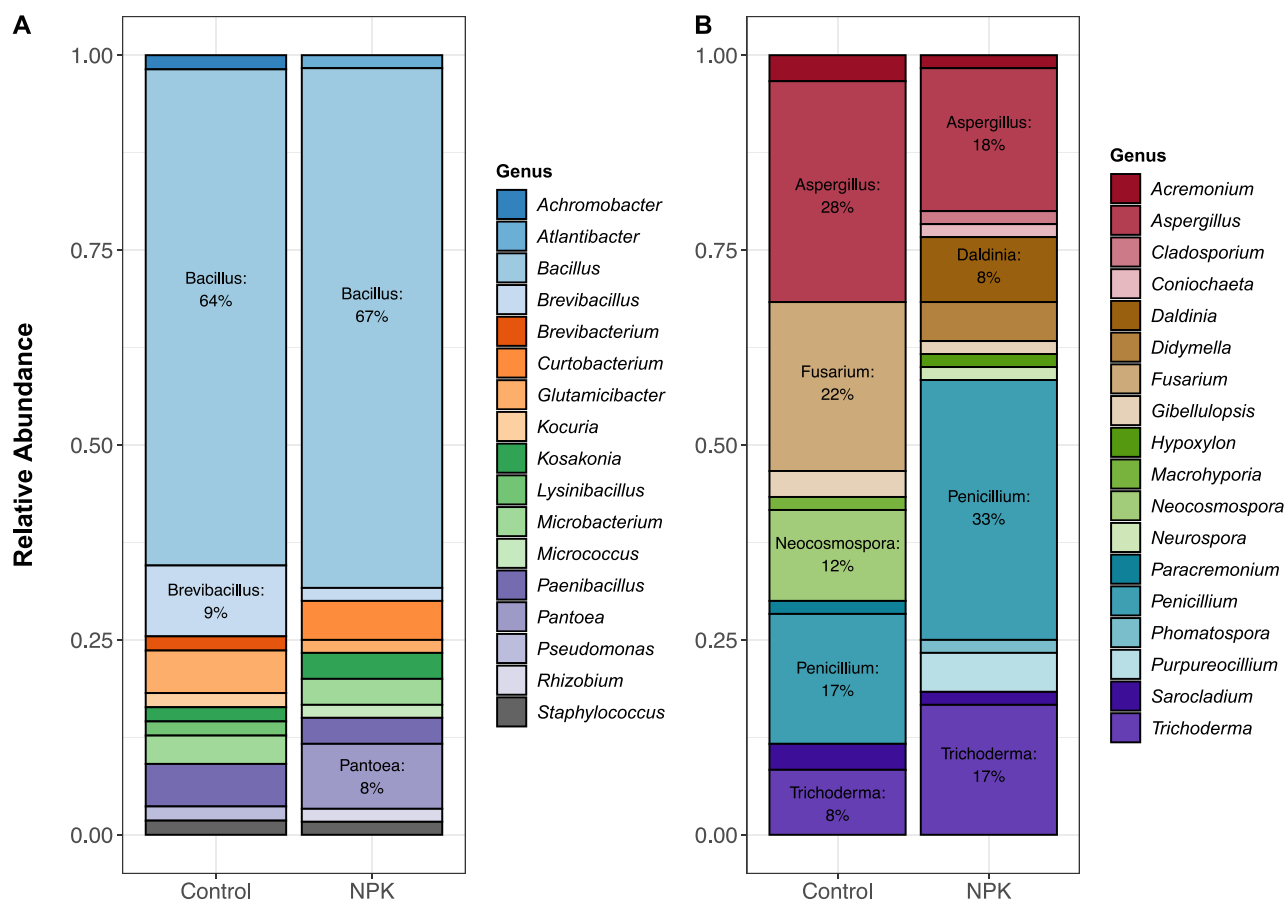 A
Relative Abundance
1.00
0.75
0.50
0.25
0.00
Bacillus:
64%
Brevibacillus:
9%
Bacillus:
67%
Pantoea:
8%
Control
NPK
Genus
Achromobacter
Atlantibacter
Bacillus
Brevibacillus
Brevibacterium
Curtobacterium
Glutamicibacter
Kocuria
Kosakonia
Lysinibacillus
Microbacterium
Micrococcus
Paenibacillus
Pantoea
Pseudomonas
Rhizobium
Staphylococcus
B
1.00
0.75
0.50
0.25
0.00
Aspergillus:
28%
Fusarium:
22%
Neocosmospora:
12%
Penicillium:
17%
Trichoderma:
8%
Aspergillus:
18%
Daldinia:
8%
Penicillium:
33%
Trichoderma:
17%
Control
NPK
Genus
Acremonium
Aspergillus
Cladosporium
Coniochaeta
Daldinia
Didymella
Fusarium
Gibellulopsis
Hypoxylon
Macrohyporia
Neocosmospora
Neurospora
Paracremonium
Penicillium
Phomatospora
Purpureocillium
Sarocladium
Trichoderma